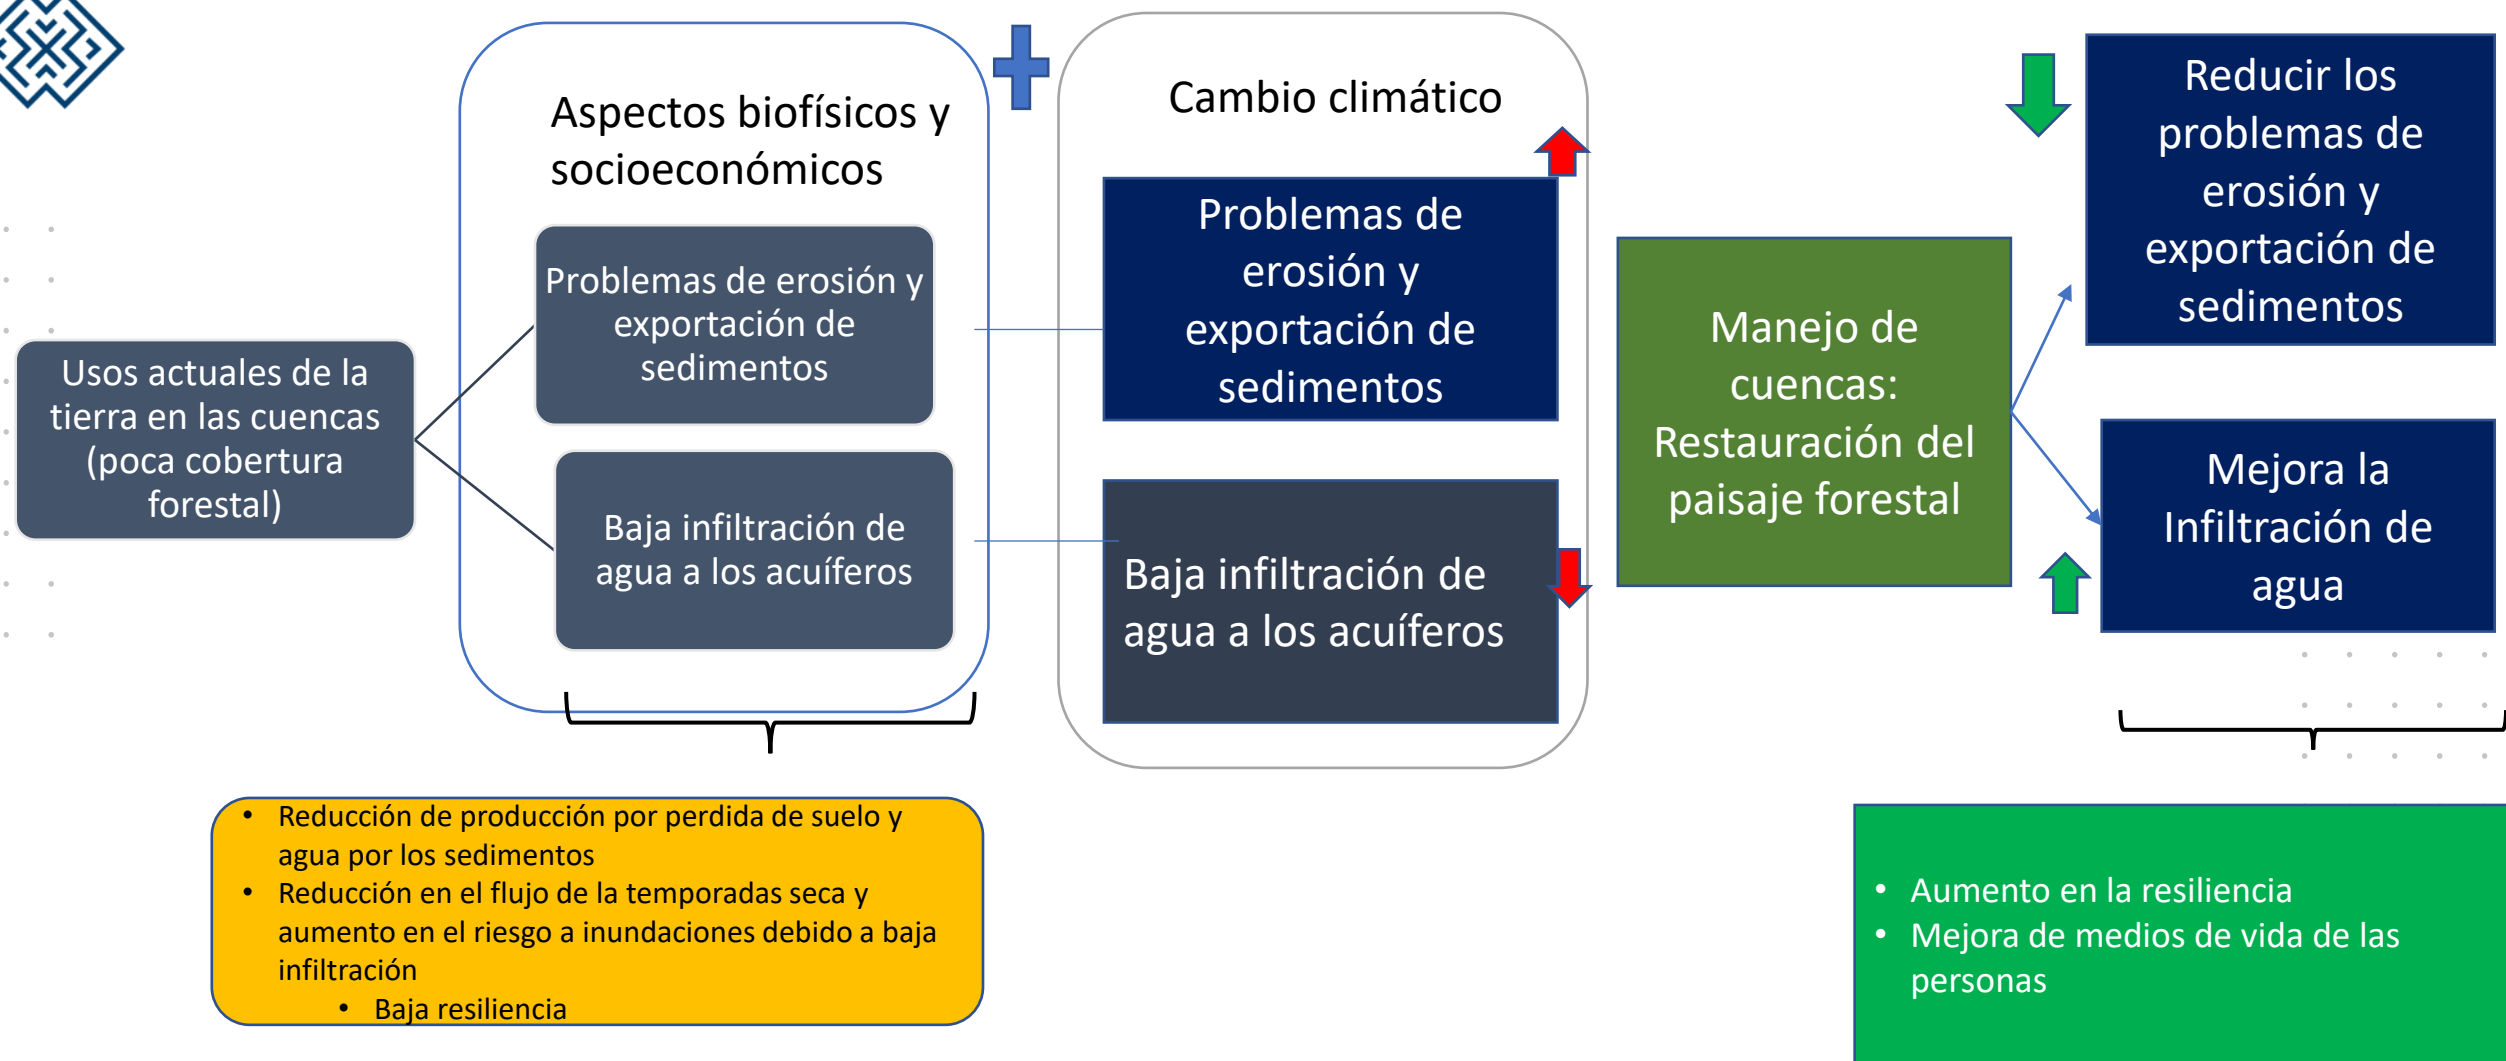 Usos actuales de la
tierra en las cuencas
(poca cobertura
forestal)
Aspectos biofísicos y
socioeconómicos
Problemas de erosión y
exportación de
sedimentos
Baja infiltración de
agua a los acuíferos
Cambio climático
Problemas de
erosión y
exportación de
sedimentos
Baja infiltración de
agua a los acuíferos
Manejo de
cuencas:
Restauración del
paisaje forestal
Reducir los
problemas de
erosión y
exportación de
sedimentos
Mejora la
Infiltración de
agua
• Reducción de producción por perdida de suelo y
agua por los sedimentos
• Reducción en el flujo de la temporadas seca y
aumento en el riesgo a inundaciones debido a baja
infiltración
• Baja resiliencia
• Aumento en la resiliencia
• Mejora de medios de vida de las
personas